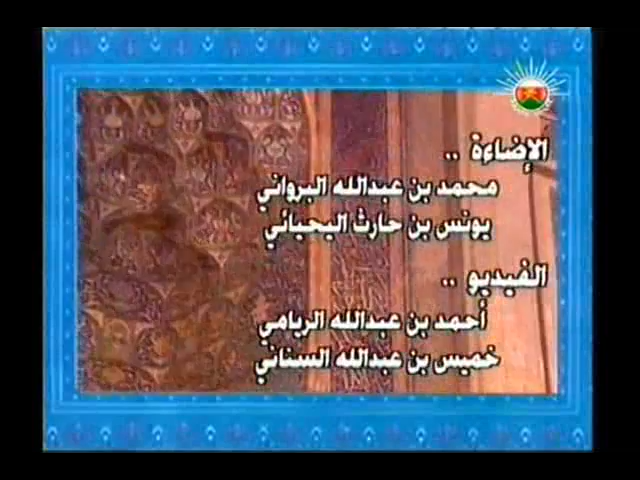 الإضاءة ..
محمد بن عبدالله البرواني
يونس بن حارث اليحيائي
الفيديو ..
أحمد بن عبدالله الريامي
خميس بن عبدالله السناني